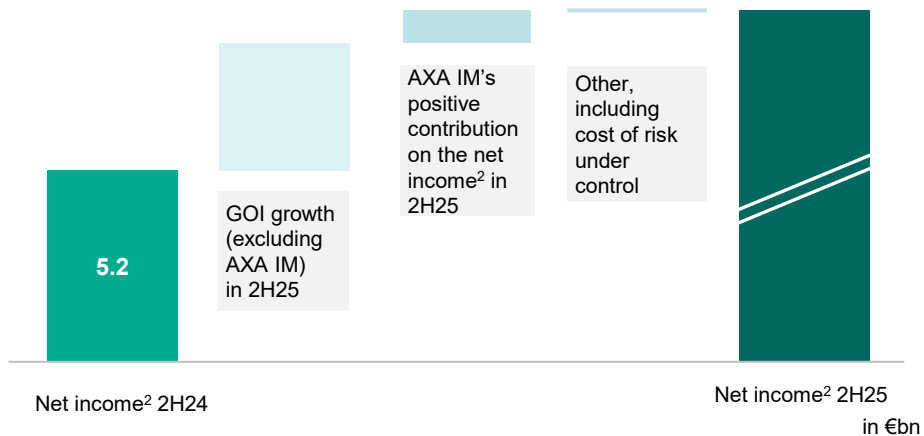 5.2
GOI growth
(excluding
AXA IM)
in 2H25
AXA IM’s
positive
contribution
on the net
income² in
2H25
Other,
including
cost of risk
under
control
Net income² 2H24
Net income² 2H25
in €bn